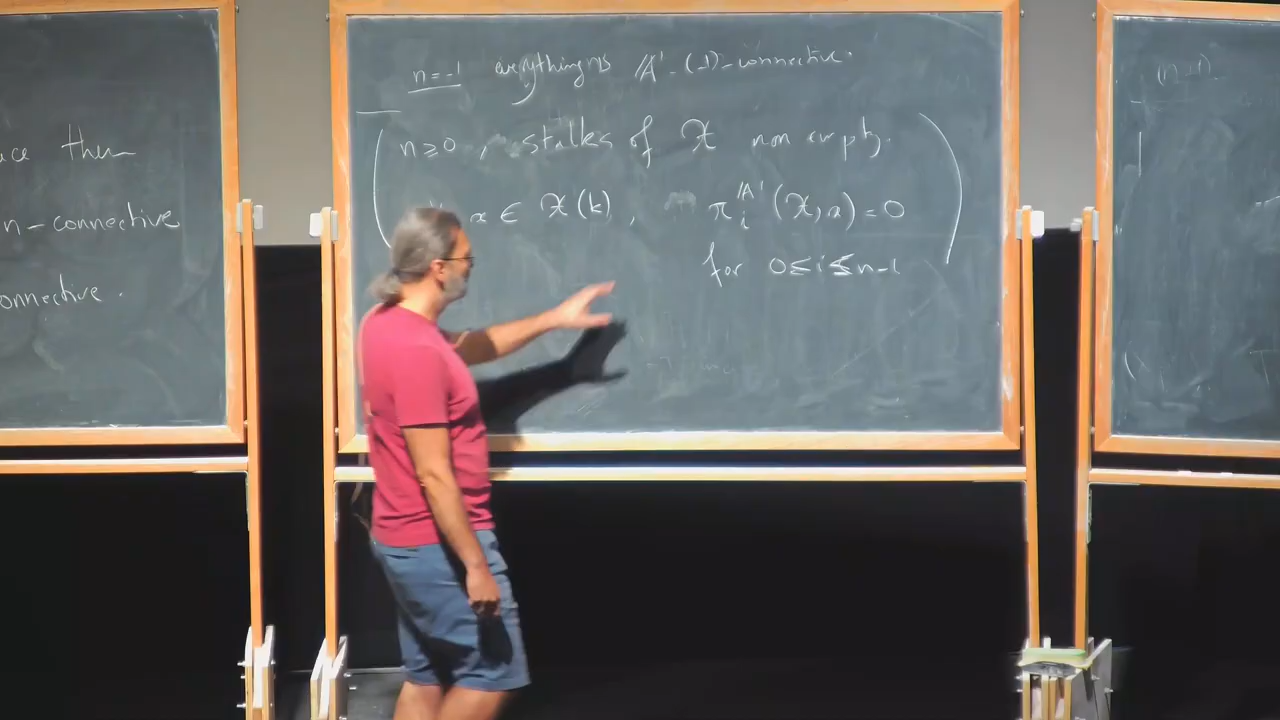 then
n-connective
onnective.
n=-1 everything is 𝔸¹-(-1)-connective.
n≥0, stalks of 𝒳 non empty.
x ∈ 𝒳(k), π_i^{𝔸¹}(𝒳,x)=0
for 0≤i≤n-1